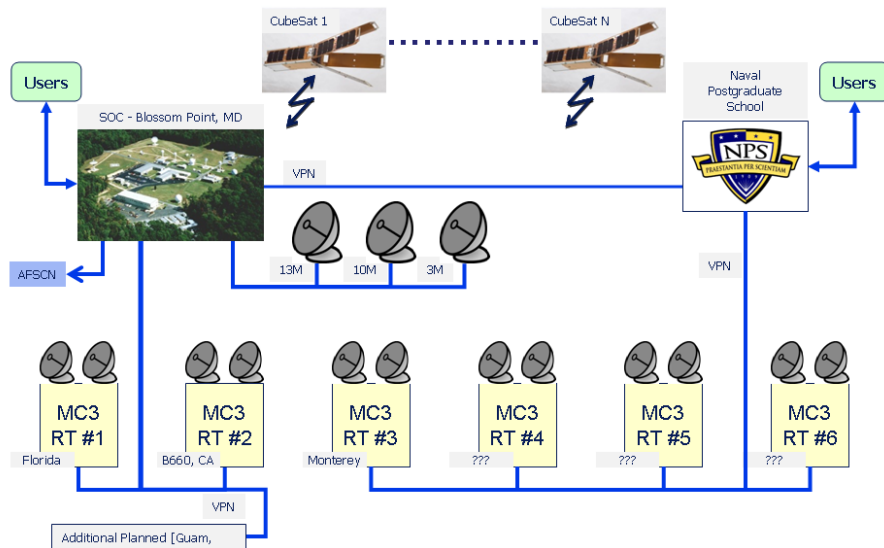 CubeSat 1
CubeSat N
Users
Naval
Postgraduate
School
Users
SOC - Blossom Point, MD
NPS
PRAESTANTIA PER SCIENTIAM
VPN
13M
10M
3M
AFSCN
VPN
MC3
RT #1
MC3
RT #2
MC3
RT #3
MC3
RT #4
MC3
RT #5
MC3
RT #6
Florida
B660, CA
Monterey
???
???
???
VPN
Additional Planned [Guam,